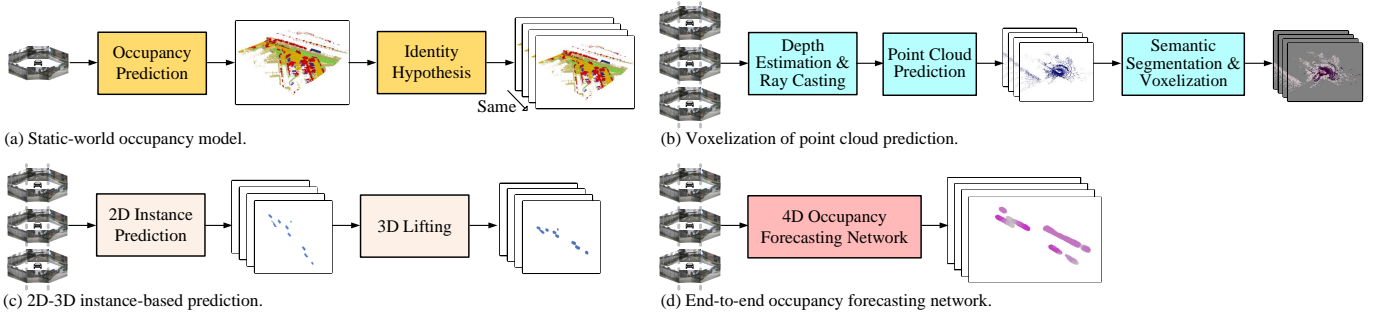 Occupancy
Prediction
Identity
Hypothesis
Same
(a) Static-world occupancy model.
Depth
Estimation &
Ray Casting
Point Cloud
Prediction
Semantic
Segmentation &
Voxelization
(b) Voxelization of point cloud prediction.
2D Instance
Prediction
3D Lifting
(c) 2D-3D instance-based prediction.
4D Occupancy
Forecasting Network
(d) End-to-end occupancy forecasting network.